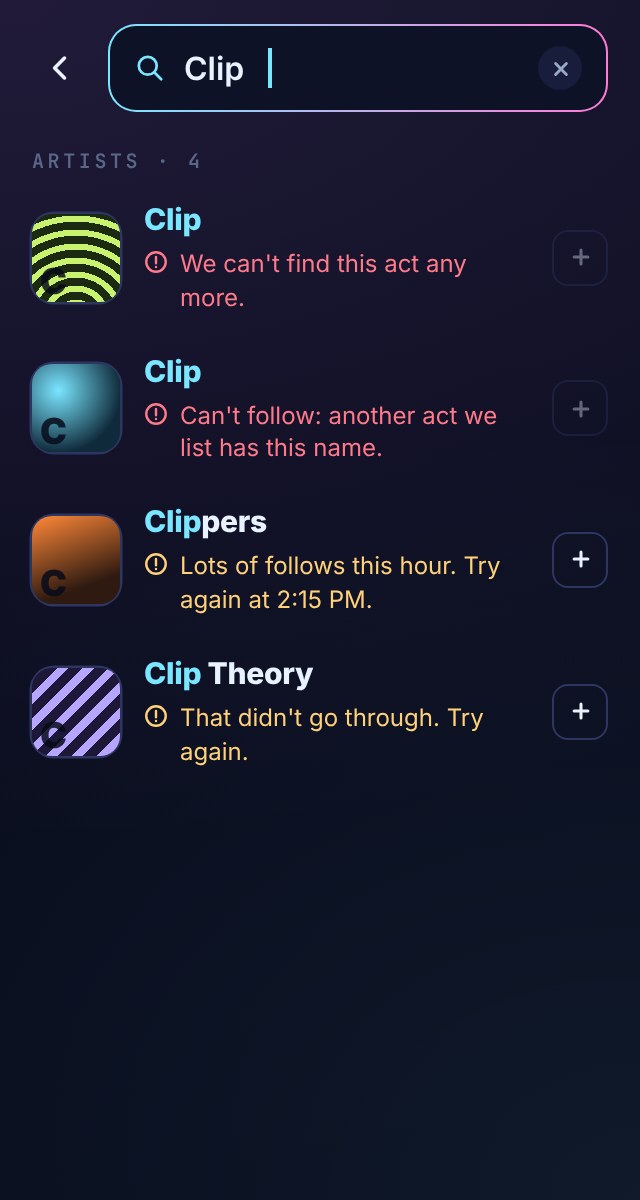 Clip
ARTISTS · 4
C
Clip
We can't find this act any
more.
C
Clip
Can't follow: another act we
list has this name.
C
Clippers
Lots of follows this hour. Try
again at 2:15 PM.
C
Clip Theory
That didn't go through. Try
again.